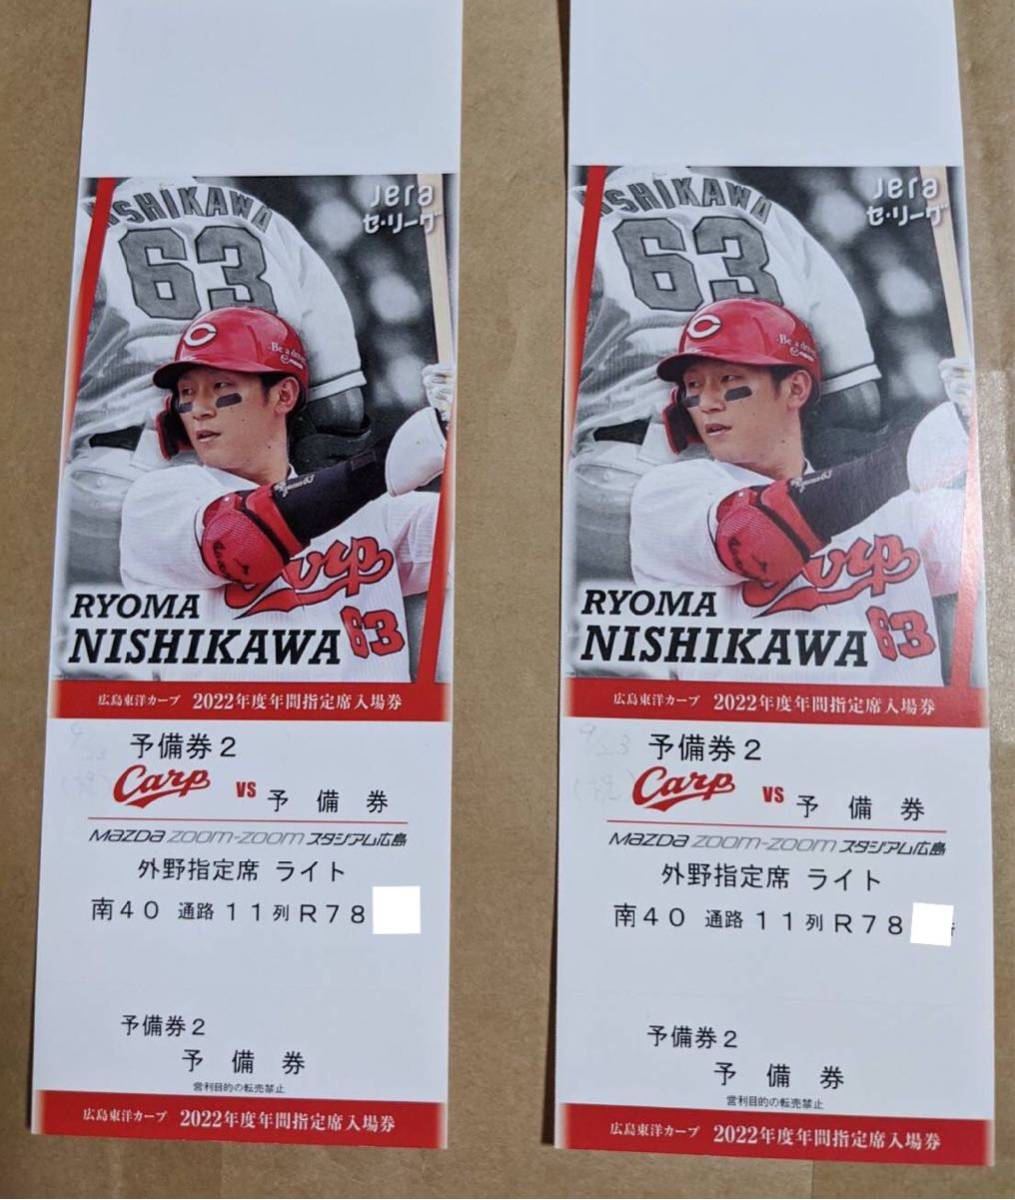 ISHIKAWA
63
Jera
セ・リーグ
C
Be a driver.
Carp
63
RYOMA
NISHIKAWA
広島東洋カープ 2022年度年間指定席入場券
予備券2
Carp vs 予備券
MAZDA ZOOM-ZOOM スタジアム広島
外野指定席 ライト
南40 通路 11列 R78
予備券2
予備券
営利目的の転売禁止
広島東洋カープ 2022年度年間指定席入場券
ISHIKAWA
63
Jera
セ・リーグ
C
Be a driver.
Carp
63
RYOMA
NISHIKAWA
広島東洋カープ 2022年度年間指定席入場券
9
23
予備券2
Carp vs 予備券
MAZDA ZOOM-ZOOM スタジアム広島
外野指定席 ライト
南40 通路 11列 R78
予備券2
予備券
営利目的の転売禁止
広島東洋カープ 2022年度年間指定席入場券